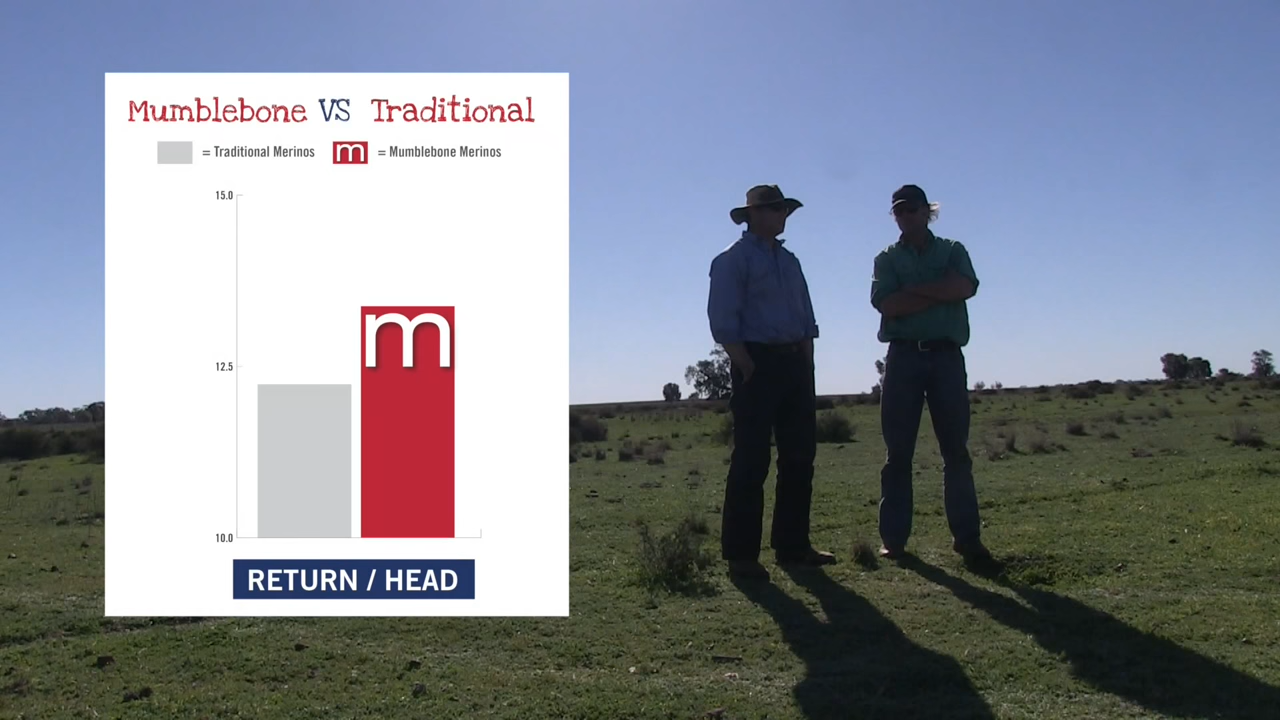 Mumblebone VS Traditional
= Traditional Merinos m = Mumblebone Merinos
15.0
m
12.5
10.0
RETURN / HEAD